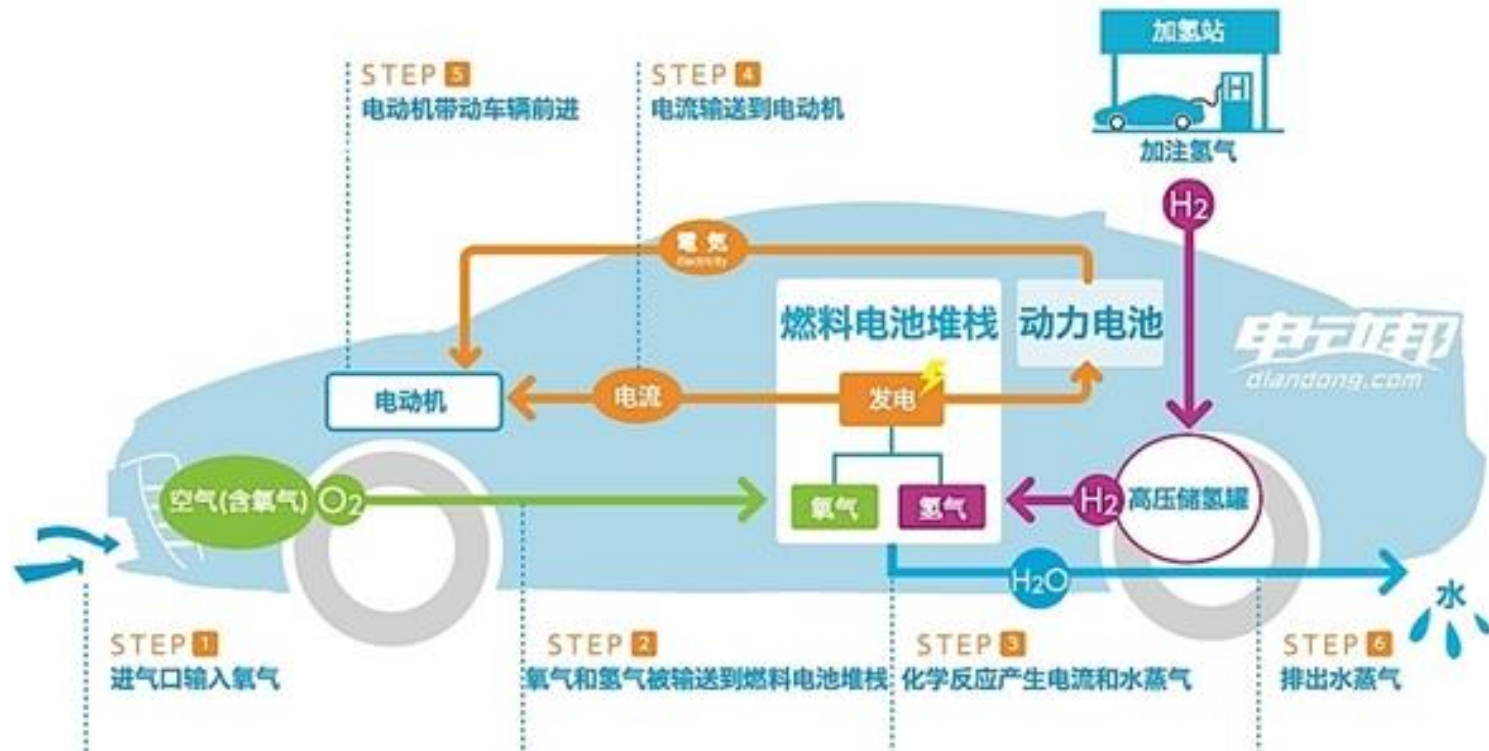 加氢站
H
加注氢气
H2
STEP 5
电动机带动车辆前进
STEP 4
电流输送到电动机
電気
Electricity
燃料电池堆栈
动力电池
电动邦
diandong.com
电动机
电流
发电
空气(含氧气)
O2
氧气
氢气
H2
高压储氢罐
H2O
水
STEP 1
进气口输入氧气
STEP 2
氧气和氢气被输送到燃料电池堆栈
STEP 3
化学反应产生电流和水蒸气
STEP 6
排出水蒸气